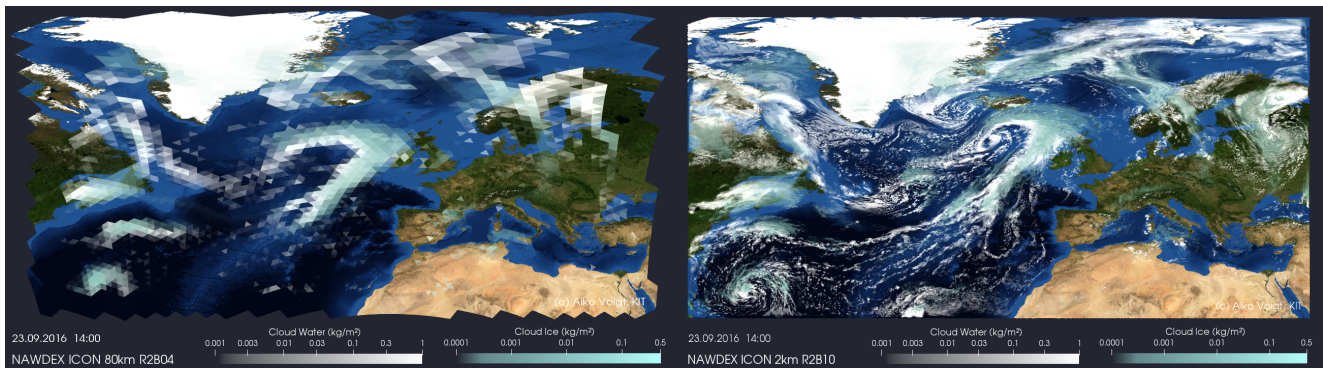 (c) Aiko Voigt, KIT
23.09.2016 14:00
Cloud Water (kg/m²)
Cloud Ice (kg/m²)
0.001 0.003 0.01 0.03 0.1 0.3 1
0.0001 0.001 0.01 0.1 0.5
NAWDEX ICON 80km R2B04
(c) Aiko Voigt, KIT
23.09.2016 14:00
Cloud Water (kg/m²)
Cloud Ice (kg/m²)
0.001 0.003 0.01 0.03 0.1 0.3 1
0.0001 0.001 0.01 0.1 0.5
NAWDEX ICON 2km R2B10